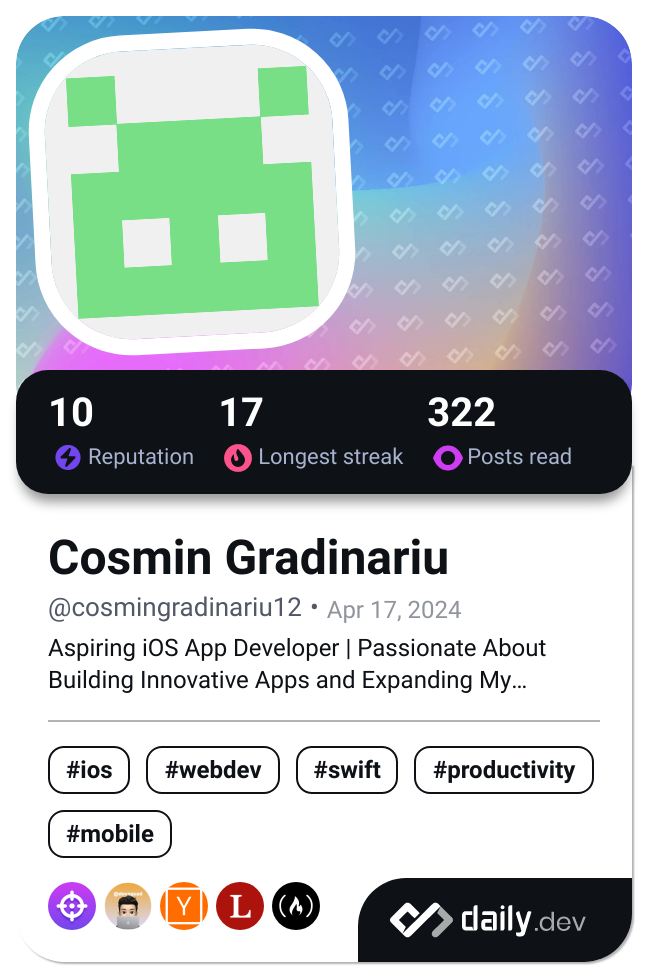 10 17 322
Reputation Longest streak Posts read
Cosmin Gradinariu
@cosmingradinariu12 • Apr 17, 2024
Aspiring iOS App Developer | Passionate About
Building Innovative Apps and Expanding My…
#ios #webdev #swift #productivity
#mobile
Y L
daily.dev